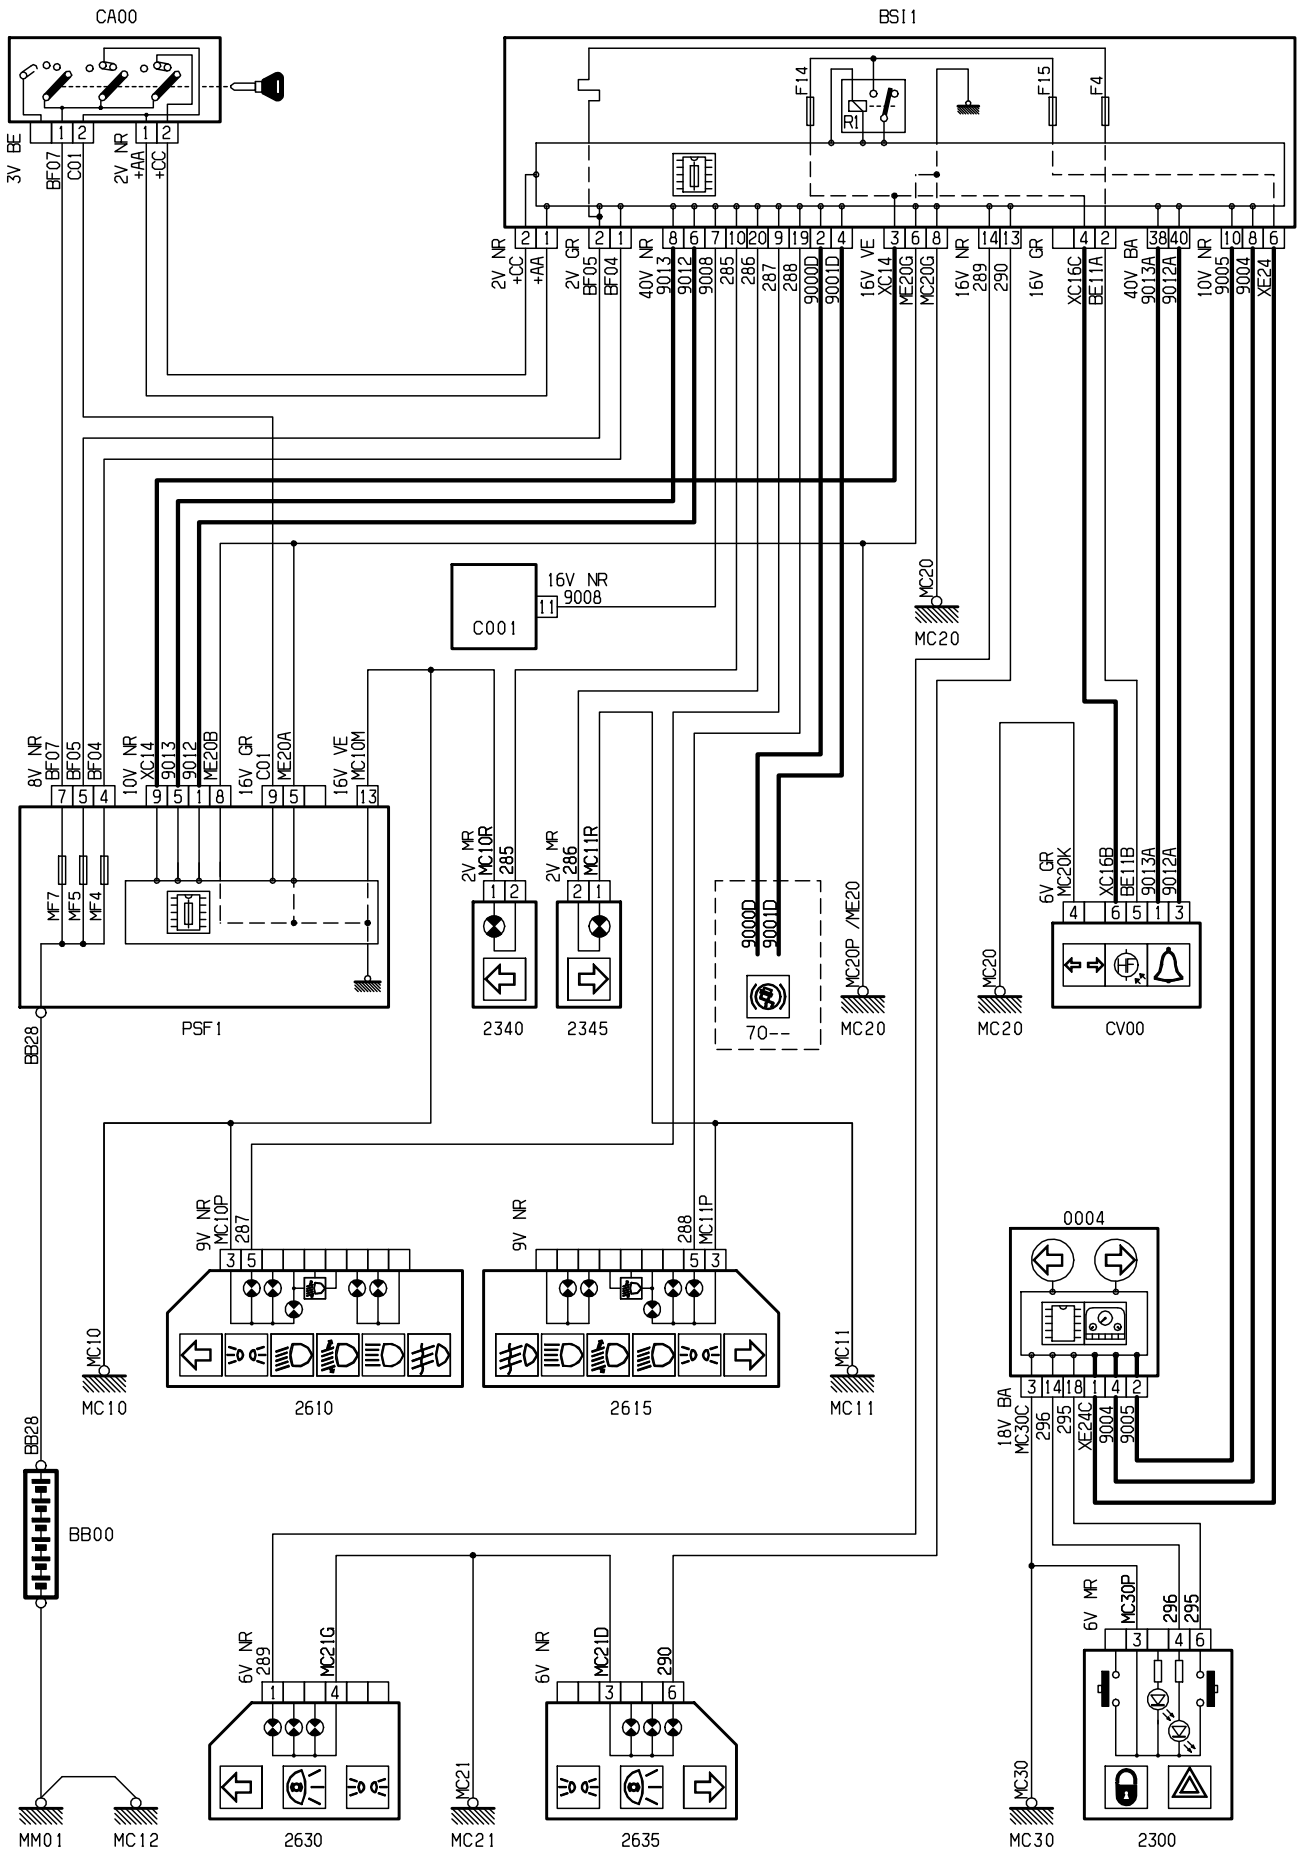 CA00
BSI1
F14
F15
F4
R1
1 2 1 2
3V BE
BF07
C01
2V NR
+AA
+CC
2 1 2 1 8 6 7 10 20 9 19 2 4 3 6 8 14 13 4 2 38 40 10 8 6
2V NR
+CC
+AA
2V GR
BF05
BF04
40V NR
9013
9012
9008
285
286
287
288
9000D
9001D
16V VE
XC14
ME20G
MC20G
16V NR
289
290
16V GR
XC16C
BE11A
40V BA
9013A
9012A
10V NR
9005
9004
XE24
16V NR
9008
11
C001
MC20
MC20
8V NR
BF07
BF05
BF04
10V NR
XC14
9013
9012
ME20B
16V GR
C01
ME20A
16V VE
MC10M
7 5 4 9 5 1 8 9 5 13
MF7
MF5
MF4
PSF1
BB28
2V MR
MC10R
285
1 2
2340
2V MR
286
MC11R
2 1
2345
9000D
9001D
70--
MC20P /ME20
MC20
MC20
MC20
6V GR
MC20K
XC16B
BE11B
9013A
9012A
4 6 5 1 3
HF
CV00
9V NR
MC10P
287
3 5
2610
MC10
MC10
9V NR
288
MC11P
5 3
2615
MC11
MC11
0004
3 14 18 1 4 2
18V BA
MC30C
296
295
XE24C
9004
9005
BB28
BB00
MM01
MC12
6V NR
289
MC21G
1 4
2630
MC21
MC21
6V NR
MC21D
290
3 6
2635
MC30
MC30
6V MR
MC30P
296
295
3 4 6
2300